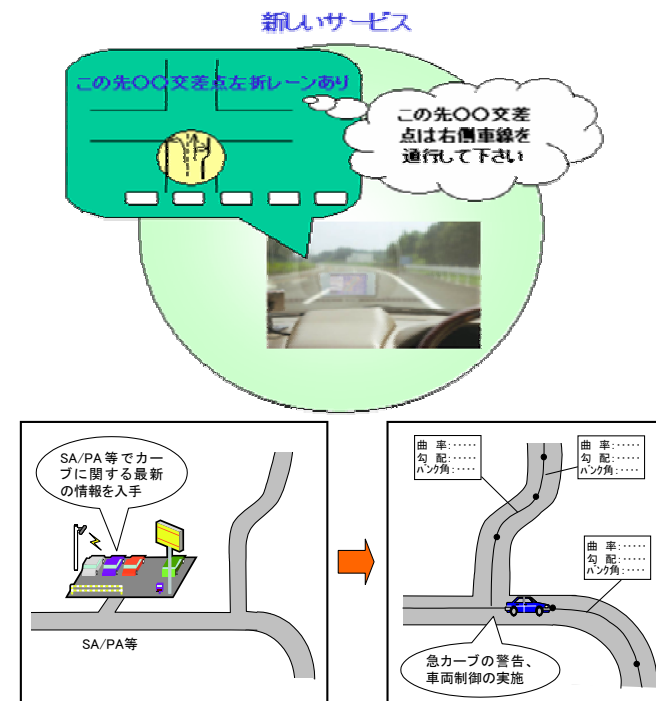 新しいサービス
この先〇〇交差点左折レーンあり
この先〇〇交差
点は右側車線を
通行して下さい
SA/PA等でカー
ブに関する最新
の情報を入手
SA/PA等
曲 率:・・・・・
勾 配:・・・・・
バンク角:・・・・
曲 率:・・・・・
勾 配:・・・・・
バンク角:・・・・
曲 率:・・・・・
勾 配:・・・・・
バンク角:・・・・
急カーブの警告、
車両制御の実施